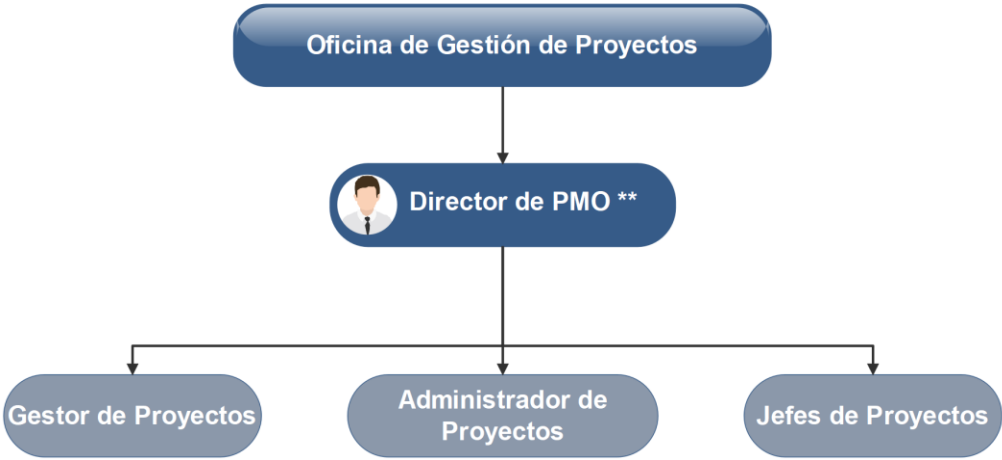 Oficina de Gestión de Proyectos
Director de PMO **
Gestor de Proyectos
Administrador de
Proyectos
Jefes de Proyectos